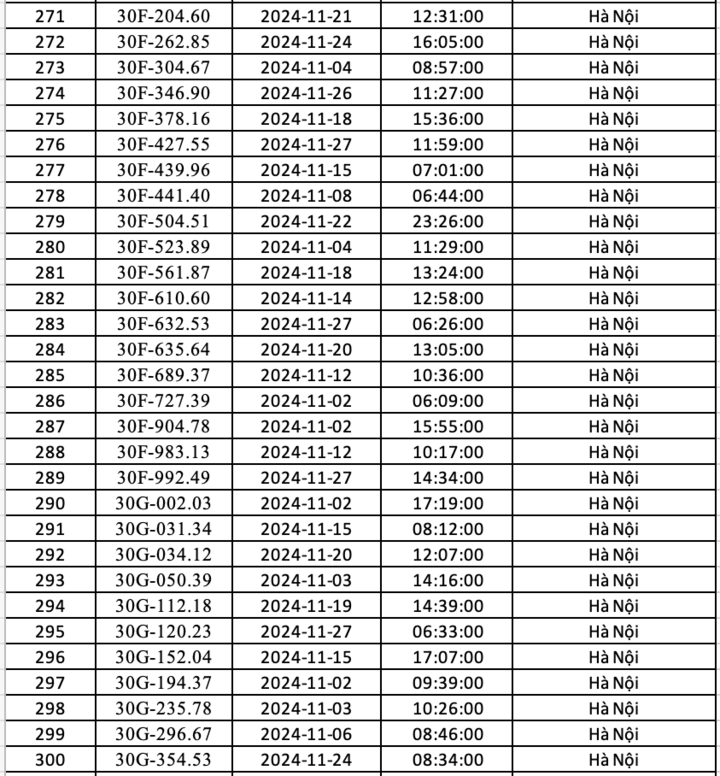 271 30F-204.60 2024-11-21 12:31:00 Hà Nội
272 30F-262.85 2024-11-24 16:05:00 Hà Nội
273 30F-304.67 2024-11-04 08:57:00 Hà Nội
274 30F-346.90 2024-11-26 11:27:00 Hà Nội
275 30F-378.16 2024-11-18 15:36:00 Hà Nội
276 30F-427.55 2024-11-27 11:59:00 Hà Nội
277 30F-439.96 2024-11-15 07:01:00 Hà Nội
278 30F-441.40 2024-11-08 06:44:00 Hà Nội
279 30F-504.51 2024-11-22 23:26:00 Hà Nội
280 30F-523.89 2024-11-04 11:29:00 Hà Nội
281 30F-561.87 2024-11-18 13:24:00 Hà Nội
282 30F-610.60 2024-11-14 12:58:00 Hà Nội
283 30F-632.53 2024-11-27 06:26:00 Hà Nội
284 30F-635.64 2024-11-20 13:05:00 Hà Nội
285 30F-689.37 2024-11-12 10:36:00 Hà Nội
286 30F-727.39 2024-11-02 06:09:00 Hà Nội
287 30F-904.78 2024-11-02 15:55:00 Hà Nội
288 30F-983.13 2024-11-12 10:17:00 Hà Nội
289 30F-992.49 2024-11-27 14:34:00 Hà Nội
290 30G-002.03 2024-11-02 17:19:00 Hà Nội
291 30G-031.34 2024-11-15 08:12:00 Hà Nội
292 30G-034.12 2024-11-20 12:07:00 Hà Nội
293 30G-050.39 2024-11-03 14:16:00 Hà Nội
294 30G-112.18 2024-11-19 14:39:00 Hà Nội
295 30G-120.23 2024-11-27 06:33:00 Hà Nội
296 30G-152.04 2024-11-15 17:07:00 Hà Nội
297 30G-194.37 2024-11-02 09:39:00 Hà Nội
298 30G-235.78 2024-11-03 10:26:00 Hà Nội
299 30G-296.67 2024-11-06 08:46:00 Hà Nội
300 30G-354.53 2024-11-24 08:34:00 Hà Nội